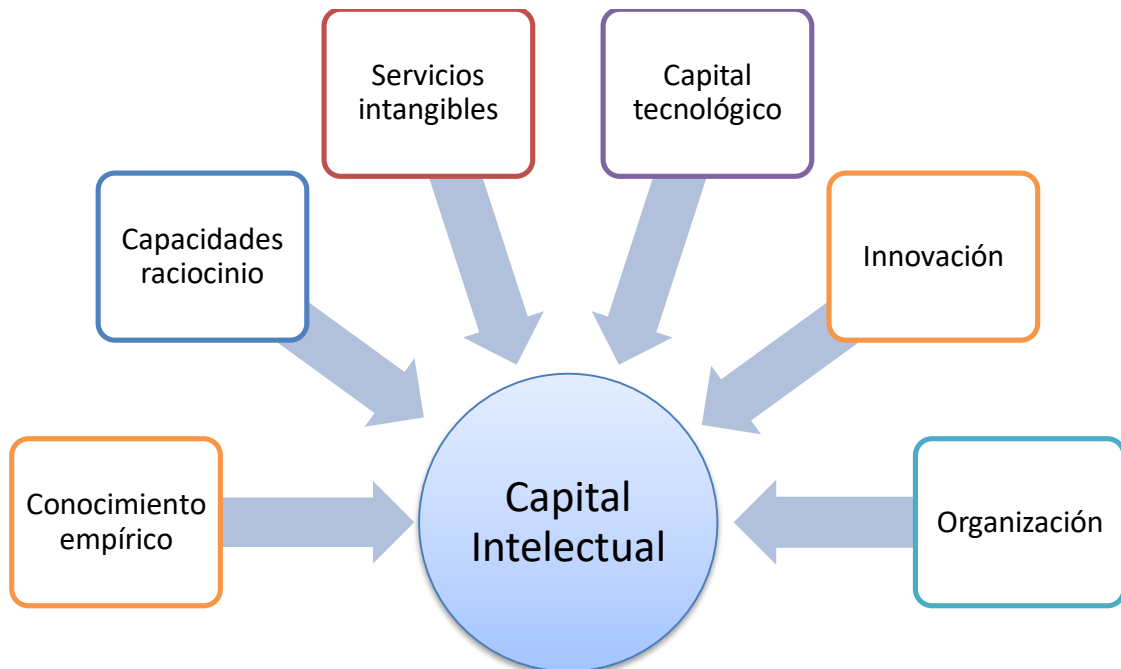 Servicios
intangibles
Capital
tecnológico
Capacidades
raciocinio
Innovación
Conocimiento
empírico
Capital
Intelectual
Organización